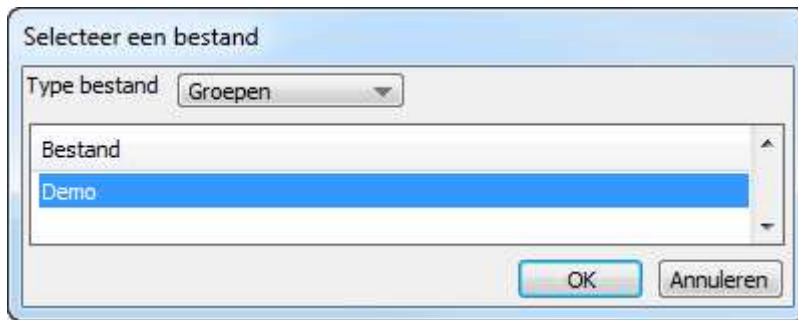 Selecteer een bestand
Type bestand Groepen
Bestand
Demo
OK Annuleren